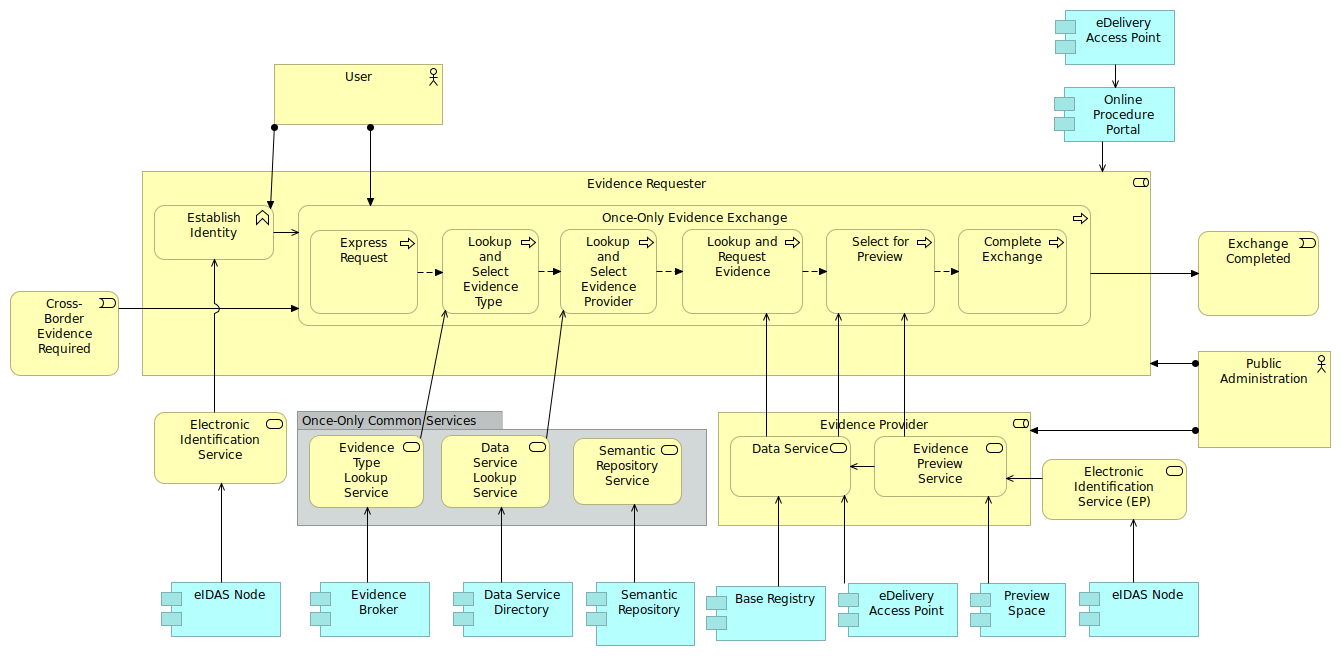 eDelivery
Access Point
User
Online
Procedure
Portal
Evidence Requester
Establish
Identity
Once-Only Evidence Exchange
Express
Request
Lookup
and
Select
Evidence
Type
Lookup
and
Select
Evidence
Provider
Lookup and
Request
Evidence
Select for
Preview
Complete
Exchange
Exchange
Completed
Cross-
Border
Evidence
Required
Public
Administration
Electronic
Identification
Service
Once-Only Common Services
Evidence
Type
Lookup
Service
Data
Service
Lookup
Service
Semantic
Repository
Service
Evidence Provider
Data Service
Evidence
Preview
Service
Electronic
Identification
Service (EP)
eIDAS Node
Evidence
Broker
Data Service
Directory
Semantic
Repository
Base Registry
eDelivery
Access Point
Preview
Space
eIDAS Node